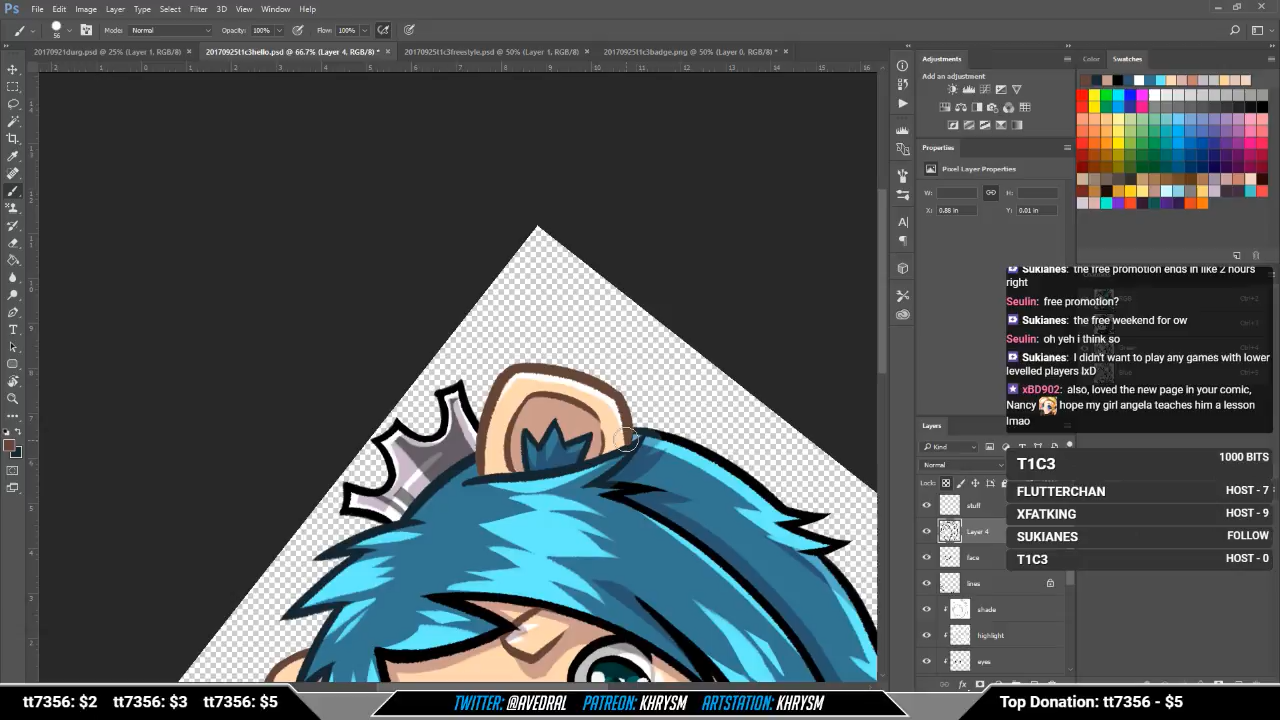 Ps File Edit Image Layer Type Select Filter 3D View Window Help
56 Mode: Normal Opacity: 100% Flow: 100%
20170921durg.psd @ 25% (Layer 1, RGB/8) × 20170925t1c3hello.psd @ 66.7% (Layer 4, RGB/8) * × 20170925t1c3freestyle.psd @ 50% (Layer 1, RGB/8) × 20170925t1c3badge.png @ 50% (Layer 0, RGB/8) * ×
Adjustments
Add an adjustment
Color Swatches
Properties
Pixel Layer Properties
W: H:
X: 0.88 in Y: 0.01 in
Sukianes: the free promotion ends in like 2 hours
right
Seulin: free promotion?
Sukianes: the free weekend for ow
Seulin: oh yeh i think so
Sukianes: I didn't want to play any games with lower
levelled players lxD
xBD902: also, loved the new page in your comic,
Nancy hope my girl angela teaches him a lesson
lmao
Layers
Kind
Normal
Lock:
stuff
Layer 4
face
lines
shade
highlight
eyes
T1C3 1000 BITS
FLUTTERCHAN HOST - 7
XFATKING HOST - 9
SUKIANES FOLLOW
T1C3 HOST - 0
tt7356: $2 tt7356: $3 tt7356: $5
TWITTER: @AVEDRAL PATREON: KHRYSM ARTSTATION: KHRYSM
Top Donation: tt7356 - $5